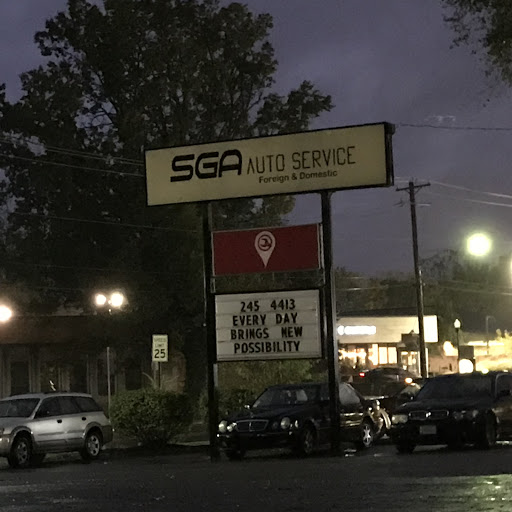 SGA AUTO SERVICE
Foreign & Domestic
245 4413
EVERY DAY
BRINGS NEW
POSSIBILITY
SPEED
LIMIT
25